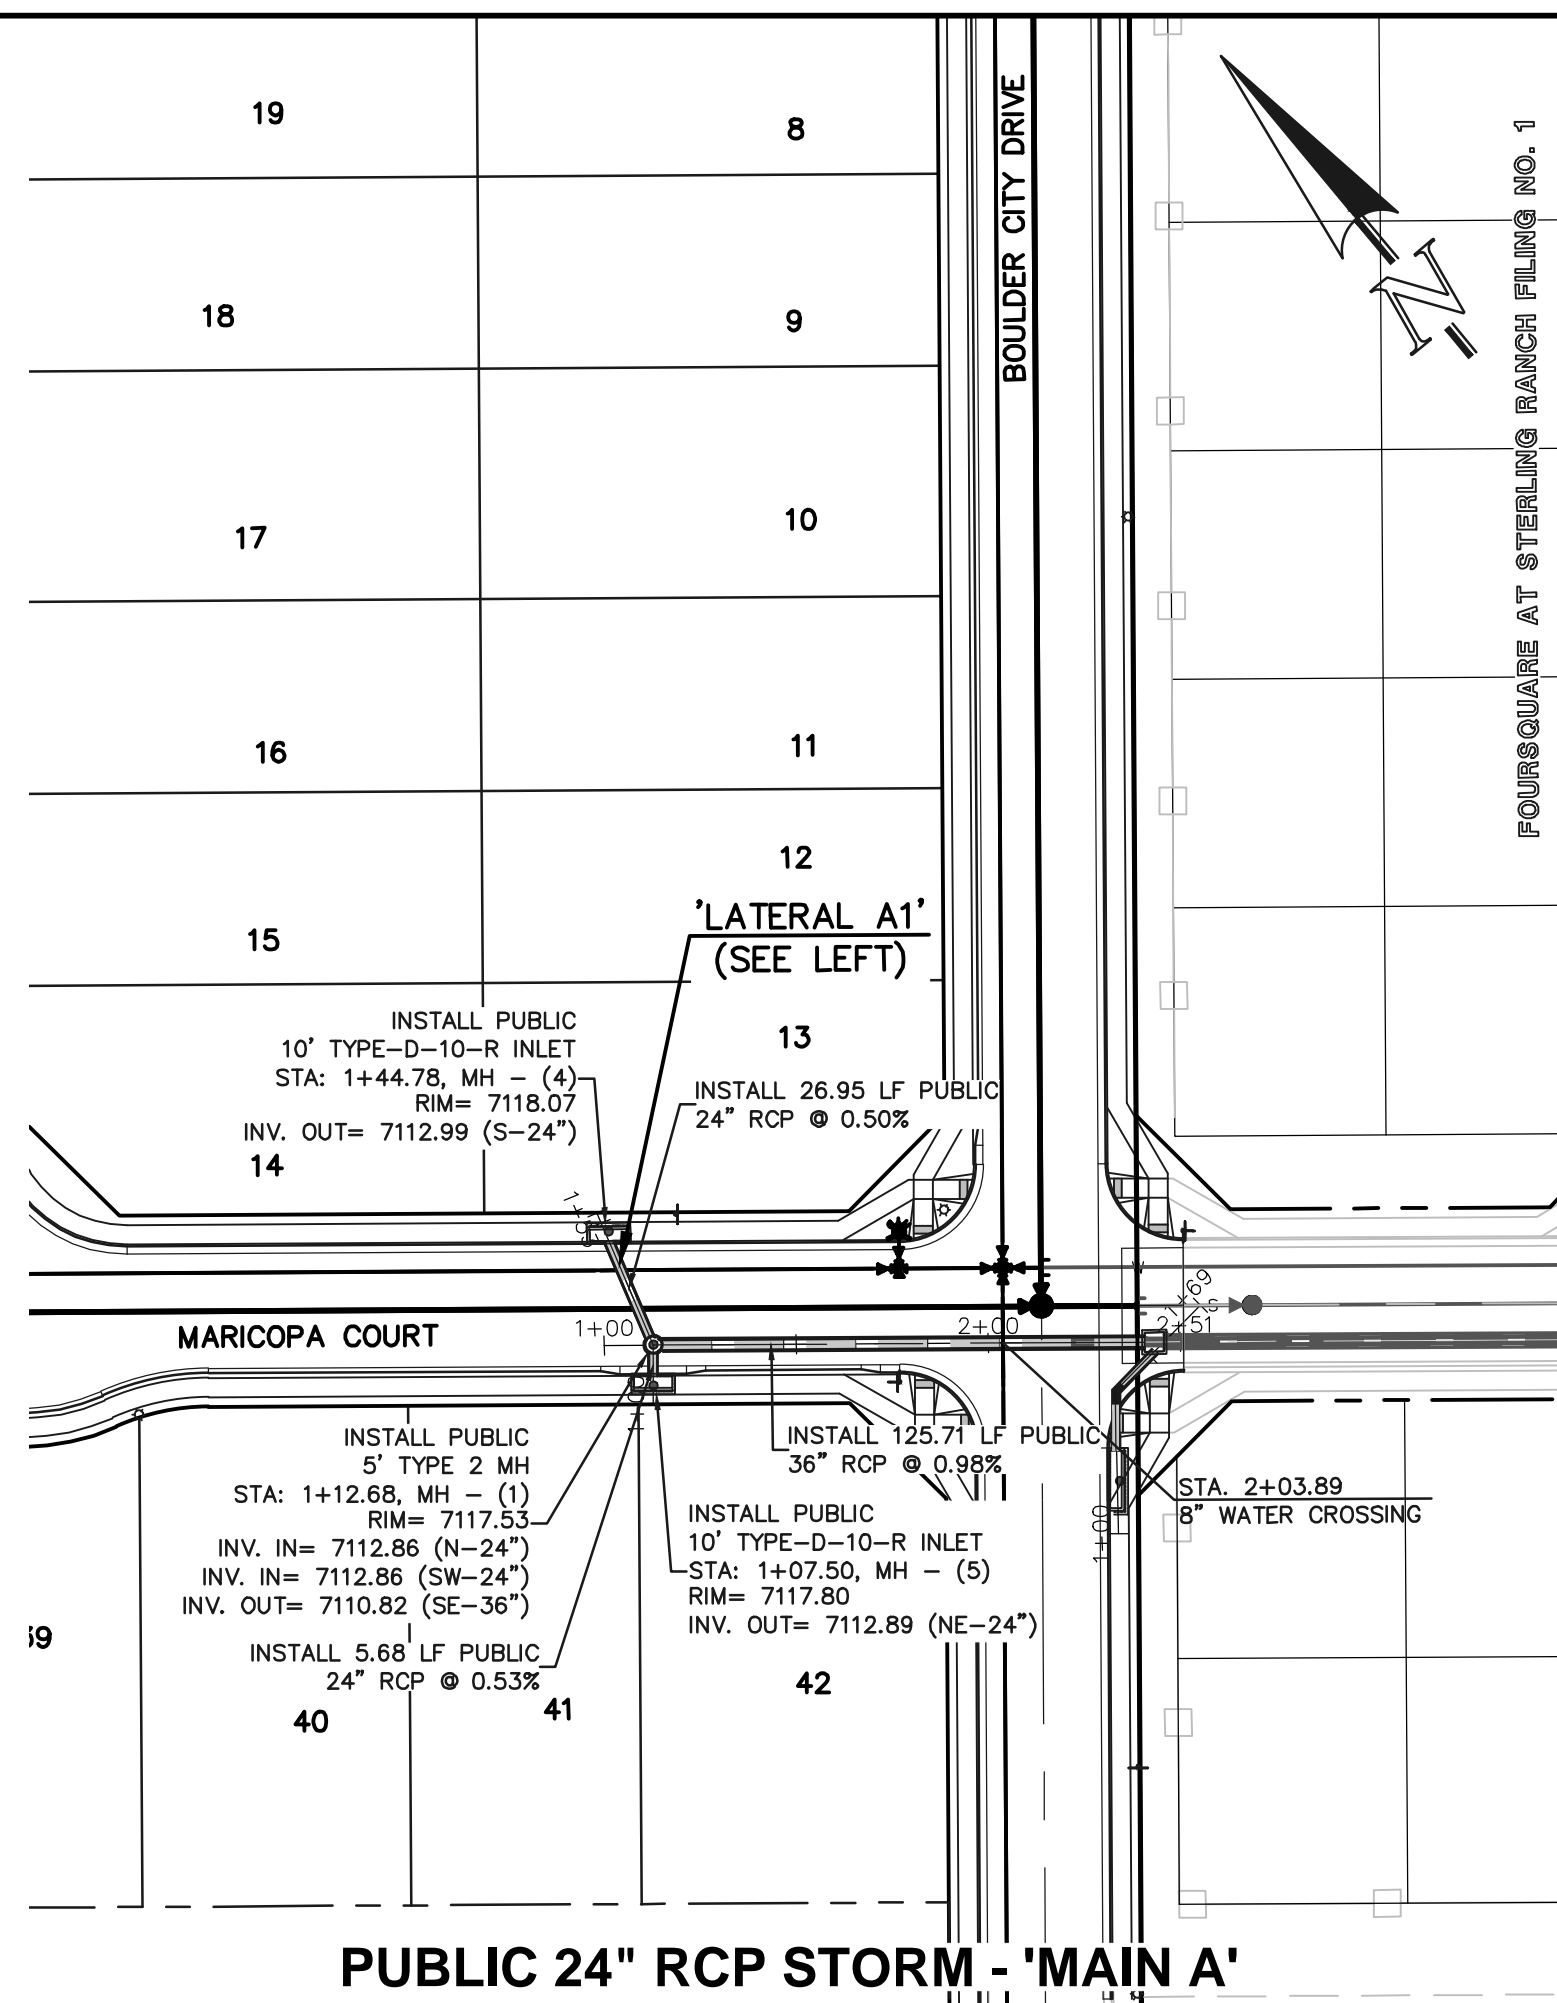 19
8
BOULDER CITY DRIVE
FOURSQUARE AT STERLING RANCH FILING NO. 1
N
18
9
17
10
16
11
12
'LATERAL A1'
(SEE LEFT)
15
13
INSTALL PUBLIC
10' TYPE-D-10-R INLET
STA: 1+44.78, MH - (4)
RIM= 7118.07
INV. OUT= 7112.99 (S-24")
14
INSTALL 26.95 LF PUBLIC
24" RCP @ 0.50%
MARICOPA COURT
1+00
2+00
1+69
2+51
INSTALL PUBLIC
5' TYPE 2 MH
STA: 1+12.68, MH - (1)
RIM= 7117.53
INV. IN= 7112.86 (N-24")
INV. IN= 7112.86 (SW-24")
INV. OUT= 7110.82 (SE-36")
INSTALL 5.68 LF PUBLIC
24" RCP @ 0.53%
INSTALL 125.71 LF PUBLIC
36" RCP @ 0.98%
INSTALL PUBLIC
10' TYPE-D-10-R INLET
STA: 1+07.50, MH - (5)
RIM= 7117.80
INV. OUT= 7112.89 (NE-24")
1+00
STA. 2+03.89
8" WATER CROSSING
40
41
42
PUBLIC 24" RCP STORM - 'MAIN A'